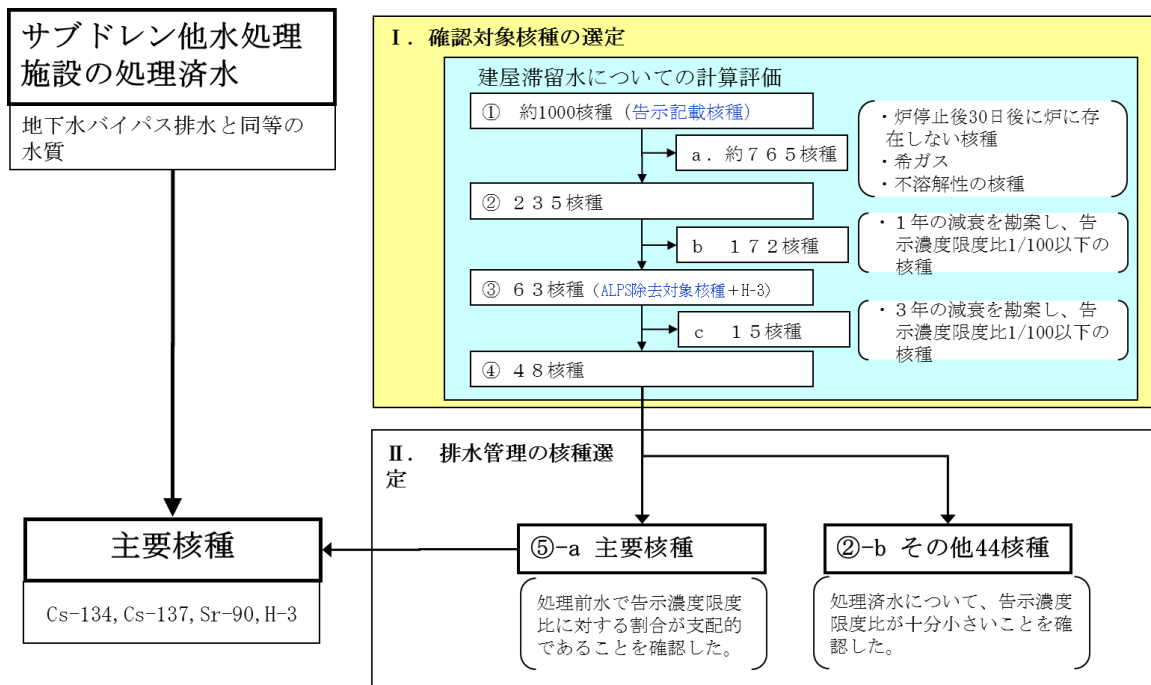 サブドレン他水処理
施設の処理済水
地下水バイパス排水と同等の
水質
Ⅰ. 確認対象核種の選定
建屋滞留水についての計算評価
① 約1000核種（告示記載核種）
a. 約７６５核種
・炉停止後30日後に炉に存
在しない核種
・希ガス
・不溶解性の核種
② ２３５核種
b １７２核種
・１年の減衰を勘案し、告
示濃度限度比1/100以下の
核種
③ ６３核種（ALPS除去対象核種＋H-3）
c １５核種
・３年の減衰を勘案し、告
示濃度限度比1/100以下の
核種
④ ４８核種
Ⅱ. 排水管理の核種選
定
主要核種
Cs-134,Cs-137,Sr-90,H-3
⑤-a 主要核種
処理前水で告示濃度限度
比に対する割合が支配的
であることを確認した。
②-b その他44核種
処理済水について、告示濃度
限度比が十分小さいことを確
認した。